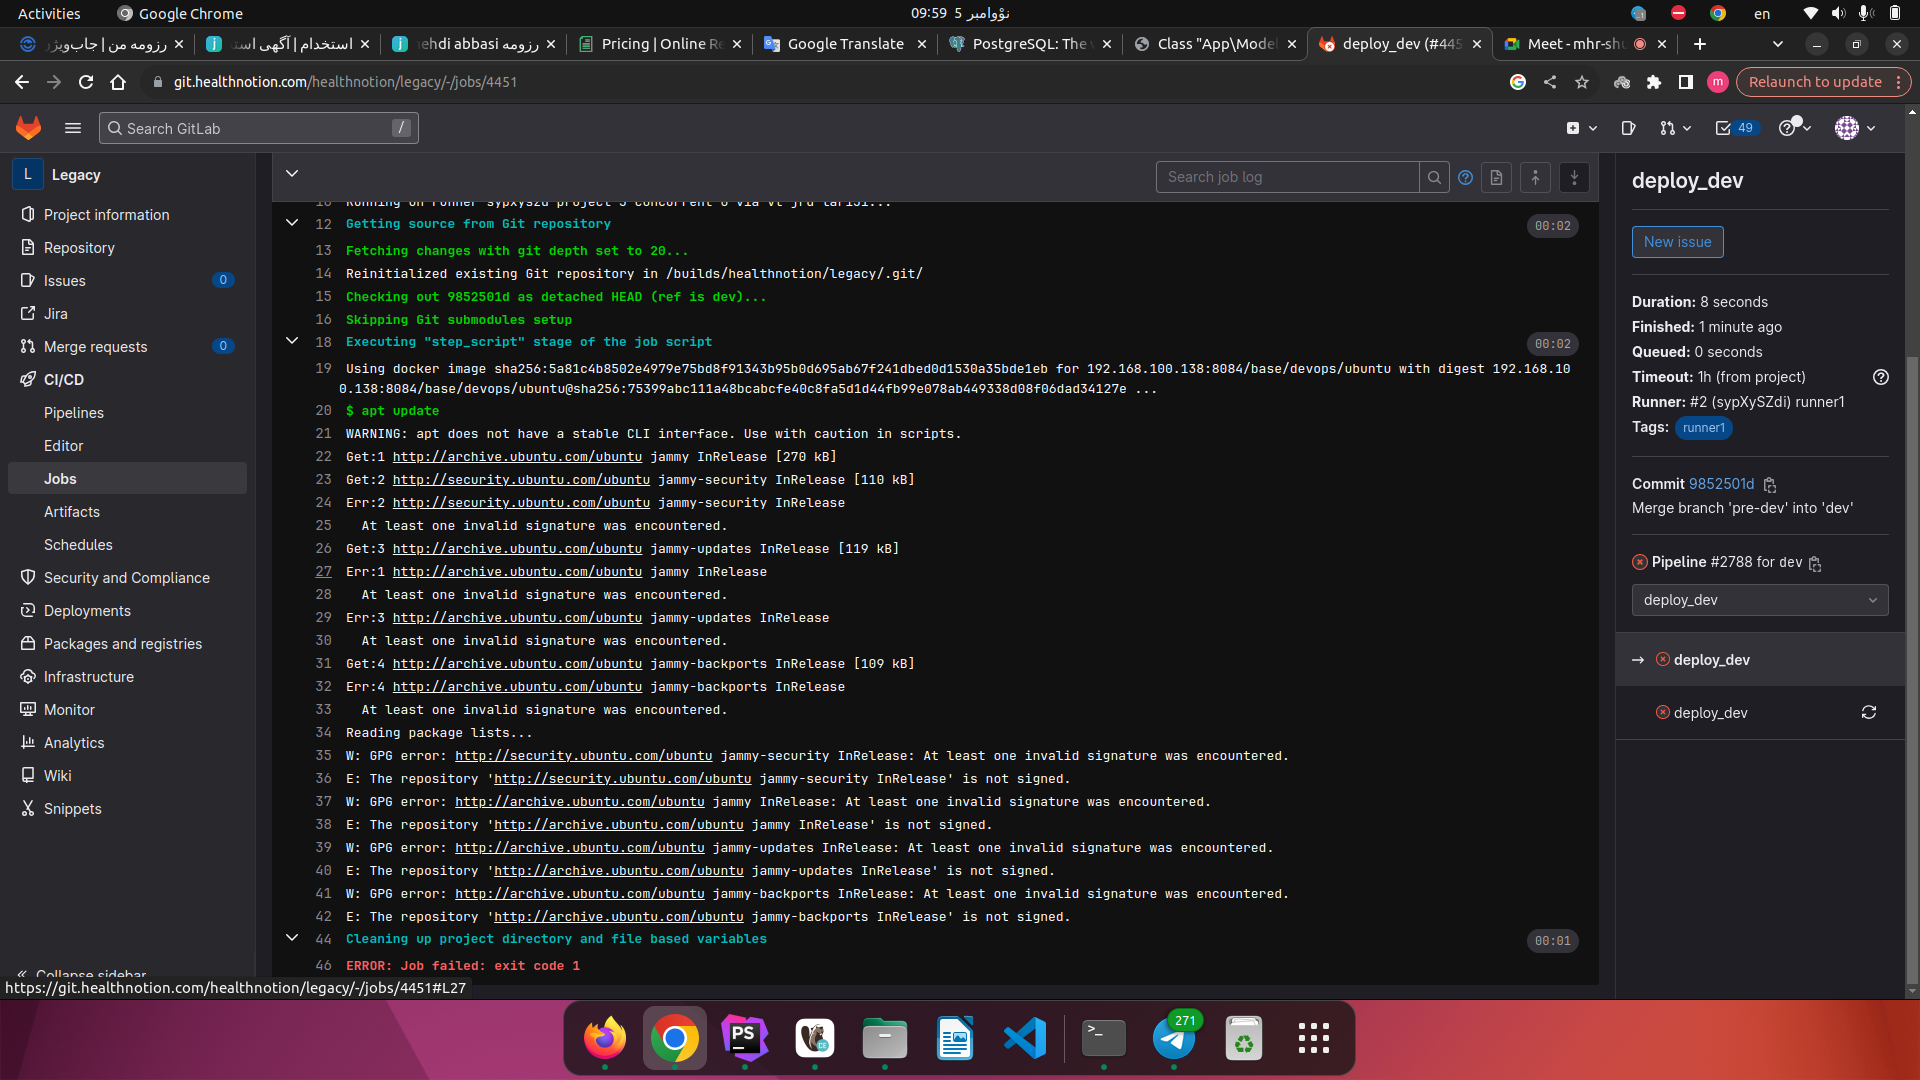 Activities
Google Chrome
09:59 5 نۆوامبر
en
رزومه من | جاب‌ویژن
استخدام | آگهی است
رزومه mehdi abbasi
Pricing | Online Re
Google Translate
PostgreSQL: The
Class "App\Model
deploy_dev (#445
Meet - mhr-shu
git.healthnotion.com/healthnotion/legacy/-/jobs/4451
m
Relaunch to update
Search GitLab
/
49
L
Legacy
Project information
Repository
Issues
0
Jira
Merge requests
0
CI/CD
Pipelines
Editor
Jobs
Artifacts
Schedules
Security and Compliance
Deployments
Packages and registries
Infrastructure
Monitor
Analytics
Wiki
Snippets
Collapse sidebar
https://git.healthnotion.com/healthnotion/legacy/-/jobs/4451#L27
Search job log
12 Getting source from Git repository
00:02
13 Fetching changes with git depth set to 20...
14 Reinitialized existing Git repository in /builds/healthnotion/legacy/.git/
15 Checking out 9852501d as detached HEAD (ref is dev)...
16 Skipping Git submodules setup
18 Executing "step_script" stage of the job script
00:02
19 Using docker image sha256:5a81c4b8502e4979e75bd8f91343b95b0d695ab67f241dbed0d1530a35bde1eb for 192.168.100.138:8084/base/devops/ubuntu with digest 192.168.10
0.138:8084/base/devops/ubuntu@sha256:75399abc111a48bcabcfe40c8fa5d1d44fb99e078ab449338d08f06dad34127e ...
20 $ apt update
21 WARNING: apt does not have a stable CLI interface. Use with caution in scripts.
22 Get:1 http://archive.ubuntu.com/ubuntu jammy InRelease [270 kB]
23 Get:2 http://security.ubuntu.com/ubuntu jammy-security InRelease [110 kB]
24 Err:2 http://security.ubuntu.com/ubuntu jammy-security InRelease
25 At least one invalid signature was encountered.
26 Get:3 http://archive.ubuntu.com/ubuntu jammy-updates InRelease [119 kB]
27 Err:1 http://archive.ubuntu.com/ubuntu jammy InRelease
28 At least one invalid signature was encountered.
29 Err:3 http://archive.ubuntu.com/ubuntu jammy-updates InRelease
30 At least one invalid signature was encountered.
31 Get:4 http://archive.ubuntu.com/ubuntu jammy-backports InRelease [109 kB]
32 Err:4 http://archive.ubuntu.com/ubuntu jammy-backports InRelease
33 At least one invalid signature was encountered.
34 Reading package lists...
35 W: GPG error: http://security.ubuntu.com/ubuntu jammy-security InRelease: At least one invalid signature was encountered.
36 E: The repository 'http://security.ubuntu.com/ubuntu jammy-security InRelease' is not signed.
37 W: GPG error: http://archive.ubuntu.com/ubuntu jammy InRelease: At least one invalid signature was encountered.
38 E: The repository 'http://archive.ubuntu.com/ubuntu jammy InRelease' is not signed.
39 W: GPG error: http://archive.ubuntu.com/ubuntu jammy-updates InRelease: At least one invalid signature was encountered.
40 E: The repository 'http://archive.ubuntu.com/ubuntu jammy-updates InRelease' is not signed.
41 W: GPG error: http://archive.ubuntu.com/ubuntu jammy-backports InRelease: At least one invalid signature was encountered.
42 E: The repository 'http://archive.ubuntu.com/ubuntu jammy-backports InRelease' is not signed.
44 Cleaning up project directory and file based variables
00:01
46 ERROR: Job failed: exit code 1
deploy_dev
New issue
Duration: 8 seconds
Finished: 1 minute ago
Queued: 0 seconds
Timeout: 1h (from project)
Runner: #2 (sypXySZdi) runner1
Tags: runner1
Commit 9852501d
Merge branch 'pre-dev' into 'dev'
Pipeline #2788 for dev
deploy_dev
deploy_dev
deploy_dev
PS
CE
>_
271